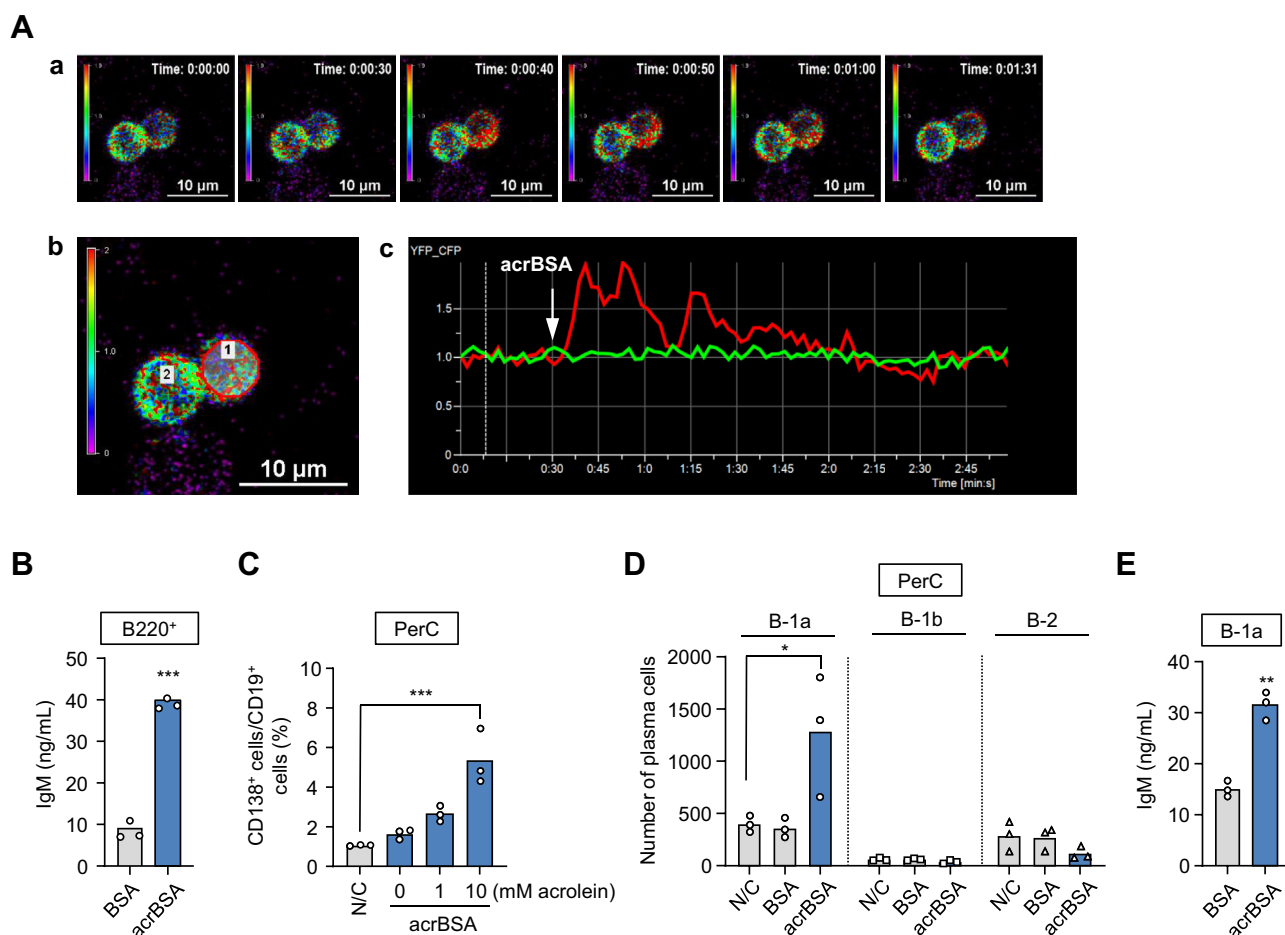 A
a
Time: 0:00:00
10 µm
Time: 0:00:30
10 µm
Time: 0:00:40
10 µm
Time: 0:00:50
10 µm
Time: 0:01:00
10 µm
Time: 0:01:31
10 µm
b
2
1.0
0
1
2
10 µm
c
YFP_CFP
acrBSA
1.5
1.0
0.5
0
0:0 0:30 0:45 1:0 1:15 1:30 1:45 2:0 2:15 2:30 2:45
Time [min:s]
B
B220⁺
IgM (ng/mL)
50
40
30
20
10
0
***
BSA
acrBSA
C
PerC
CD138⁺ cells/CD19⁺
cells (%)
10
8
6
4
2
0
***
N/C
0 1 10 (mM acrolein)
acrBSA
D
PerC
B-1a B-1b B-2
Number of plasma cells
2000
1500
1000
500
0
*
N/C BSA acrBSA N/C BSA acrBSA N/C BSA acrBSA
E
B-1a
IgM (ng/mL)
40
30
20
10
0
**
BSA
acrBSA